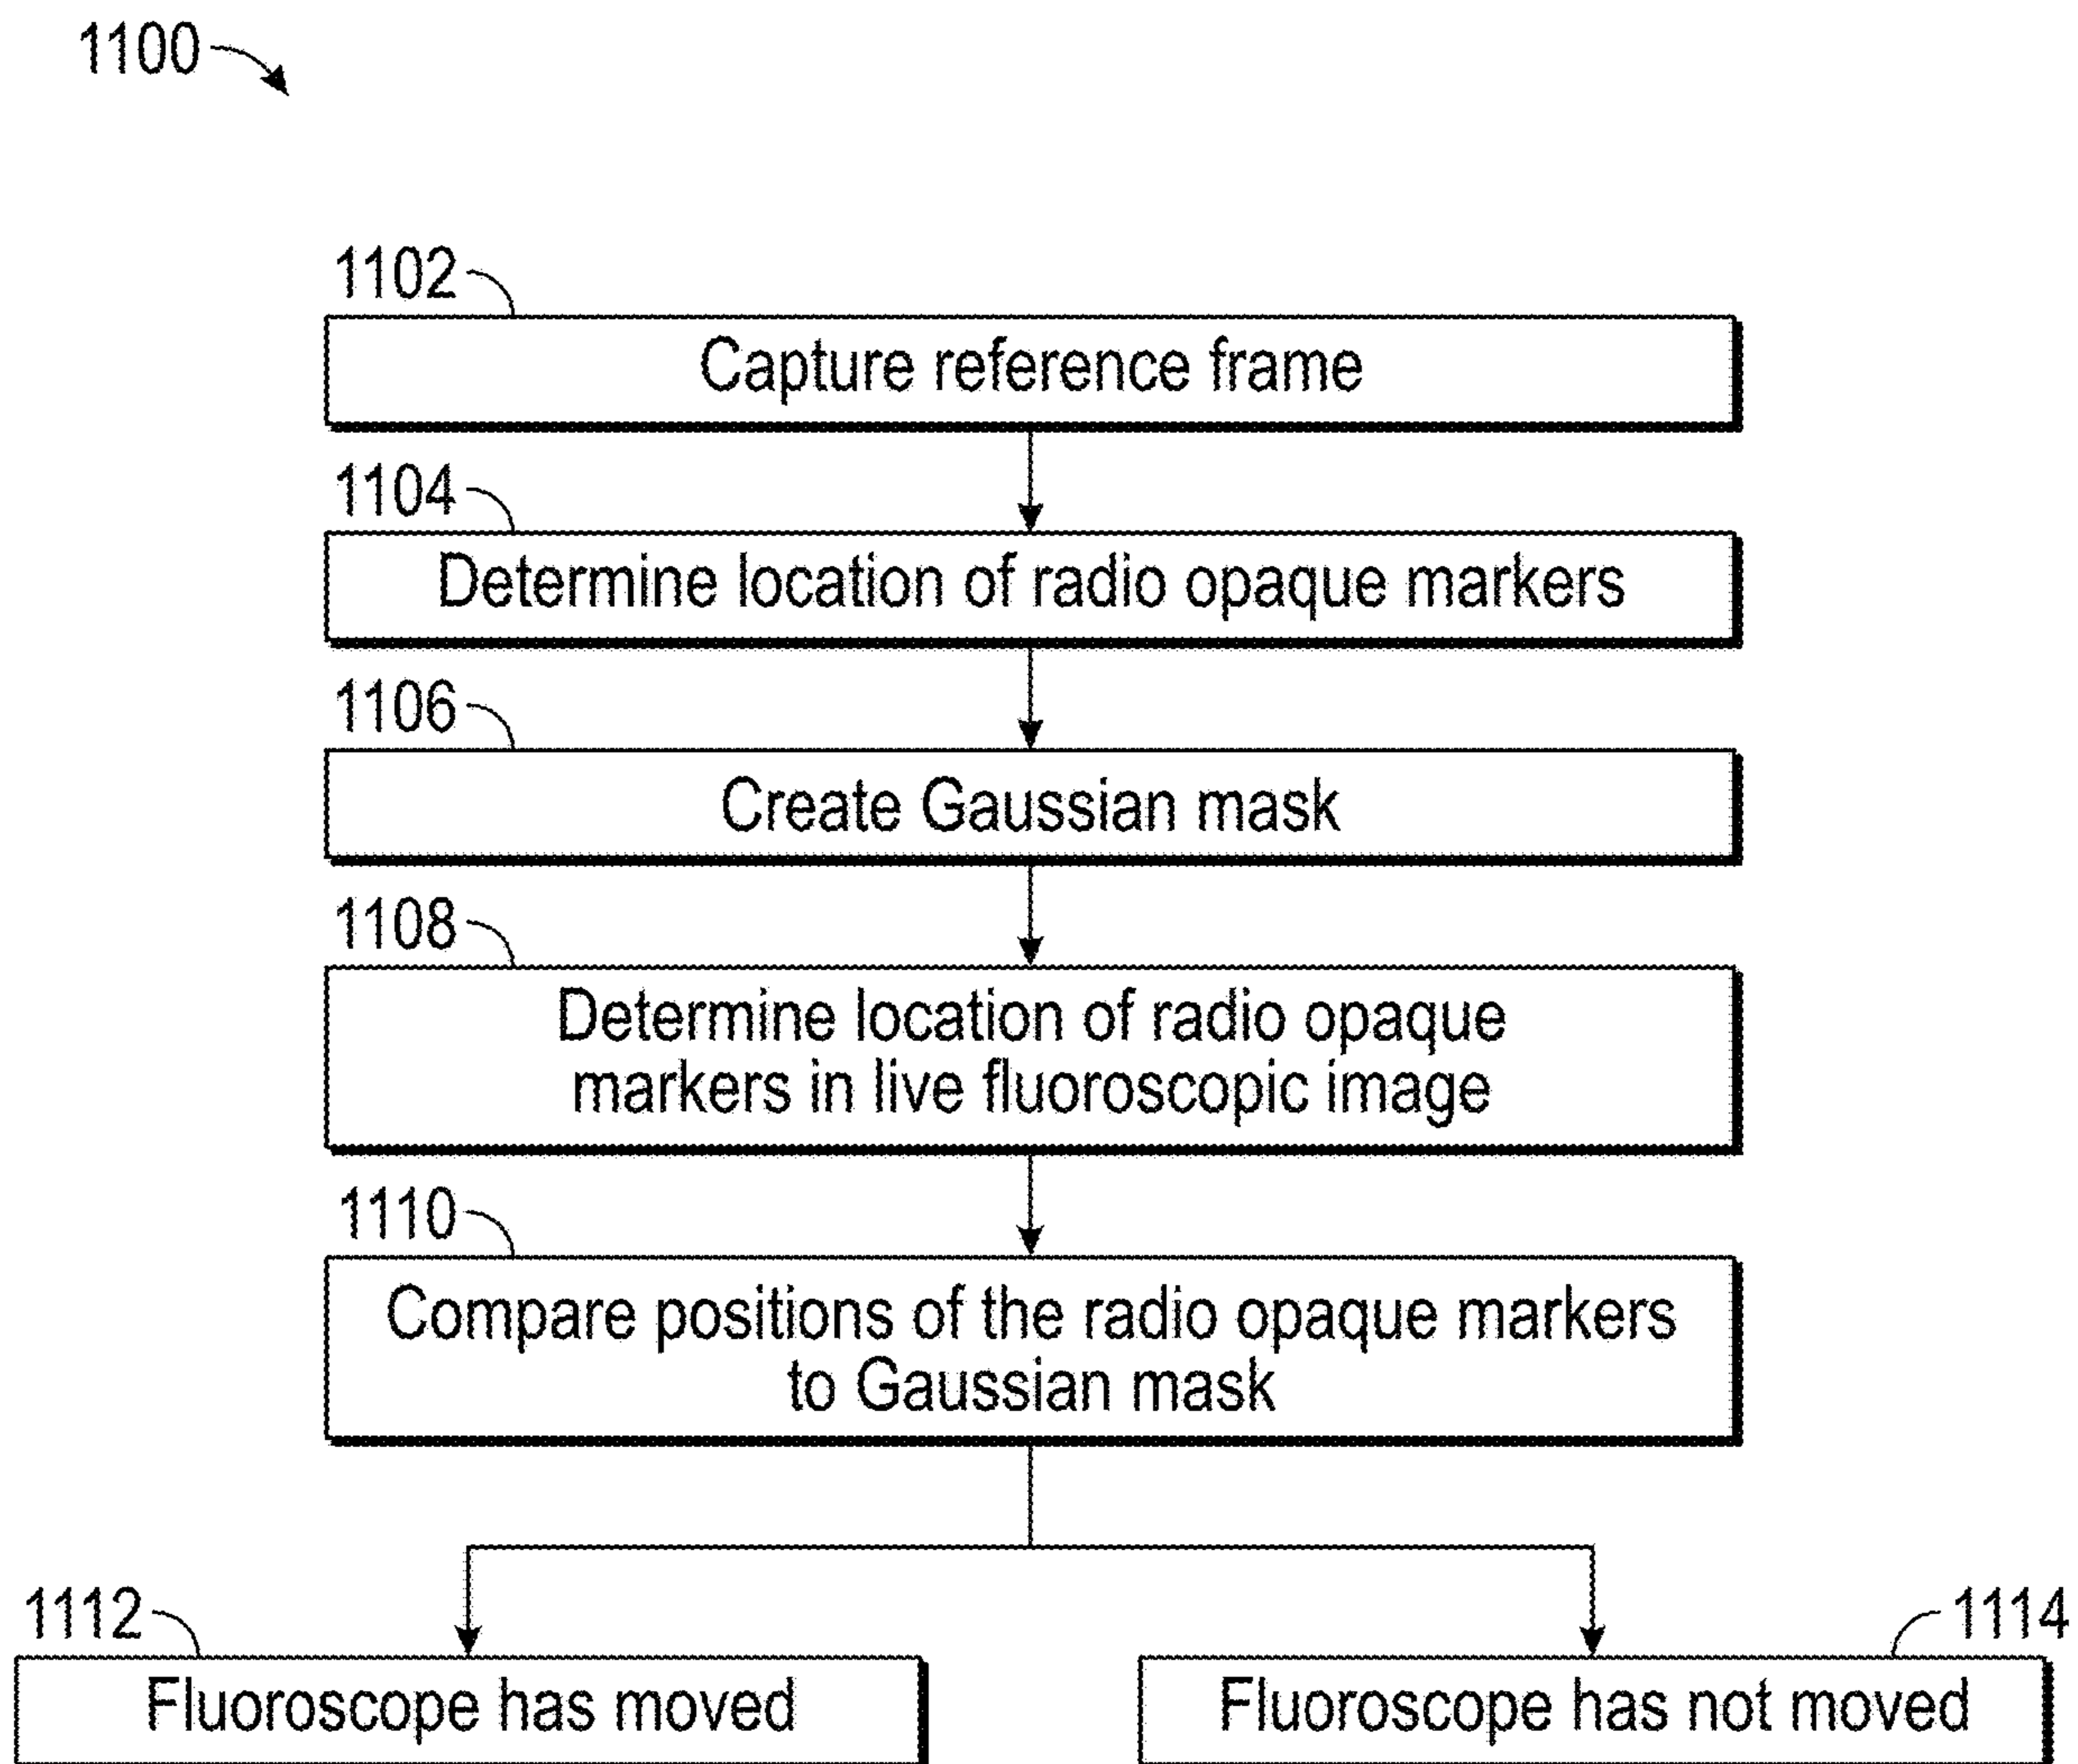 1100
1102
Capture reference frame
1104
Determine location of radio opaque markers
1106
Create Gaussian mask
1108
Determine location of radio opaque
markers in live fluoroscopic image
1110
Compare positions of the radio opaque markers
to Gaussian mask
1112
Fluoroscope has moved
1114
Fluoroscope has not moved